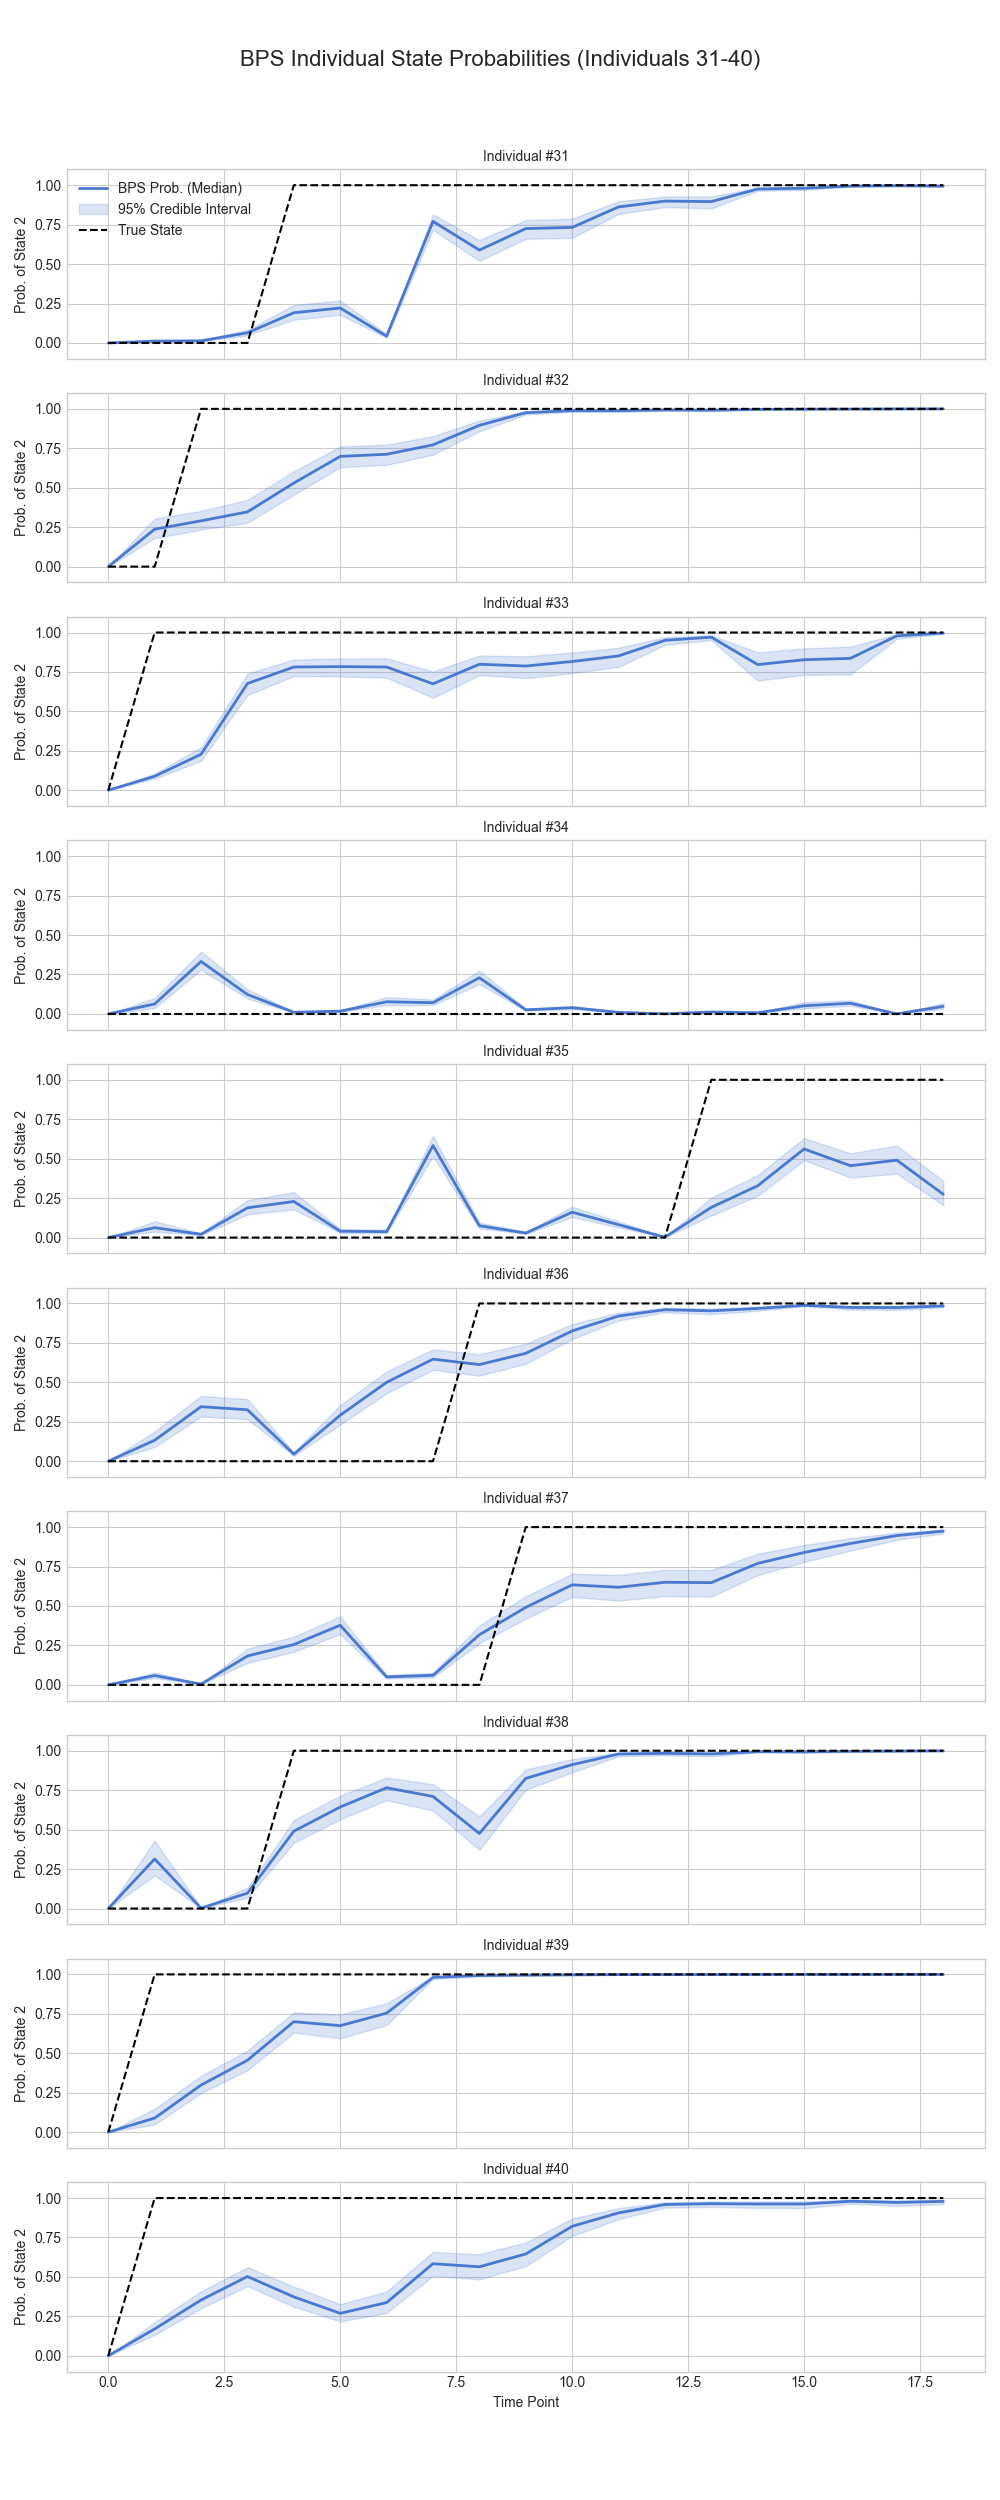 BPS Individual State Probabilities (Individuals 31-40)
Individual #31
Prob. of State 2
1.00
0.75
0.50
0.25
0.00
BPS Prob. (Median)
95% Credible Interval
True State
Individual #32
Prob. of State 2
1.00
0.75
0.50
0.25
0.00
Individual #33
Prob. of State 2
1.00
0.75
0.50
0.25
0.00
Individual #34
Prob. of State 2
1.00
0.75
0.50
0.25
0.00
Individual #35
Prob. of State 2
1.00
0.75
0.50
0.25
0.00
Individual #36
Prob. of State 2
1.00
0.75
0.50
0.25
0.00
Individual #37
Prob. of State 2
1.00
0.75
0.50
0.25
0.00
Individual #38
Prob. of State 2
1.00
0.75
0.50
0.25
0.00
Individual #39
Prob. of State 2
1.00
0.75
0.50
0.25
0.00
Individual #40
Prob. of State 2
1.00
0.75
0.50
0.25
0.00
0.0 2.5 5.0 7.5 10.0 12.5 15.0 17.5
Time Point